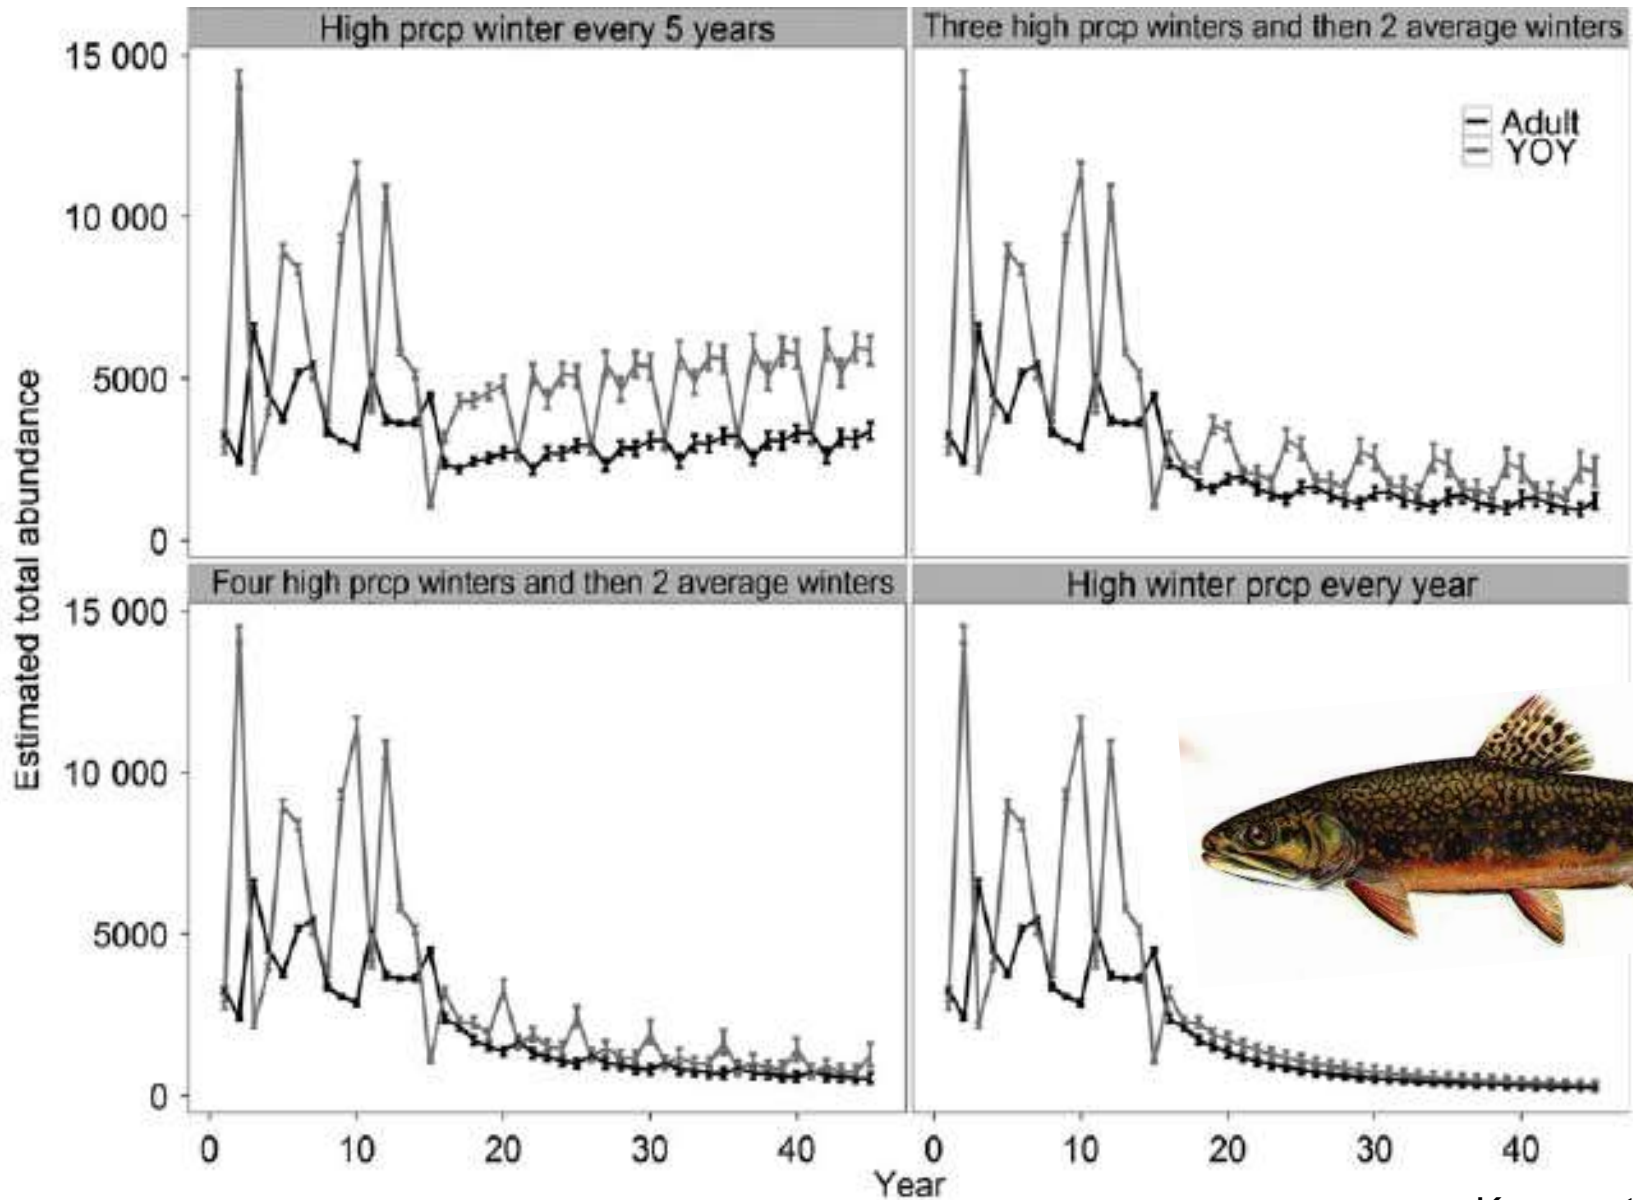 High prcp winter every 5 years
Three high prcp winters and then 2 average winters
15 000
10 000
5000
0
Adult
YOY
Estimated total abundance
Four high prcp winters and then 2 average winters
High winter prcp every year
15 000
10 000
5000
0
0 10 20 30 40
0 10 20 30 40
Year